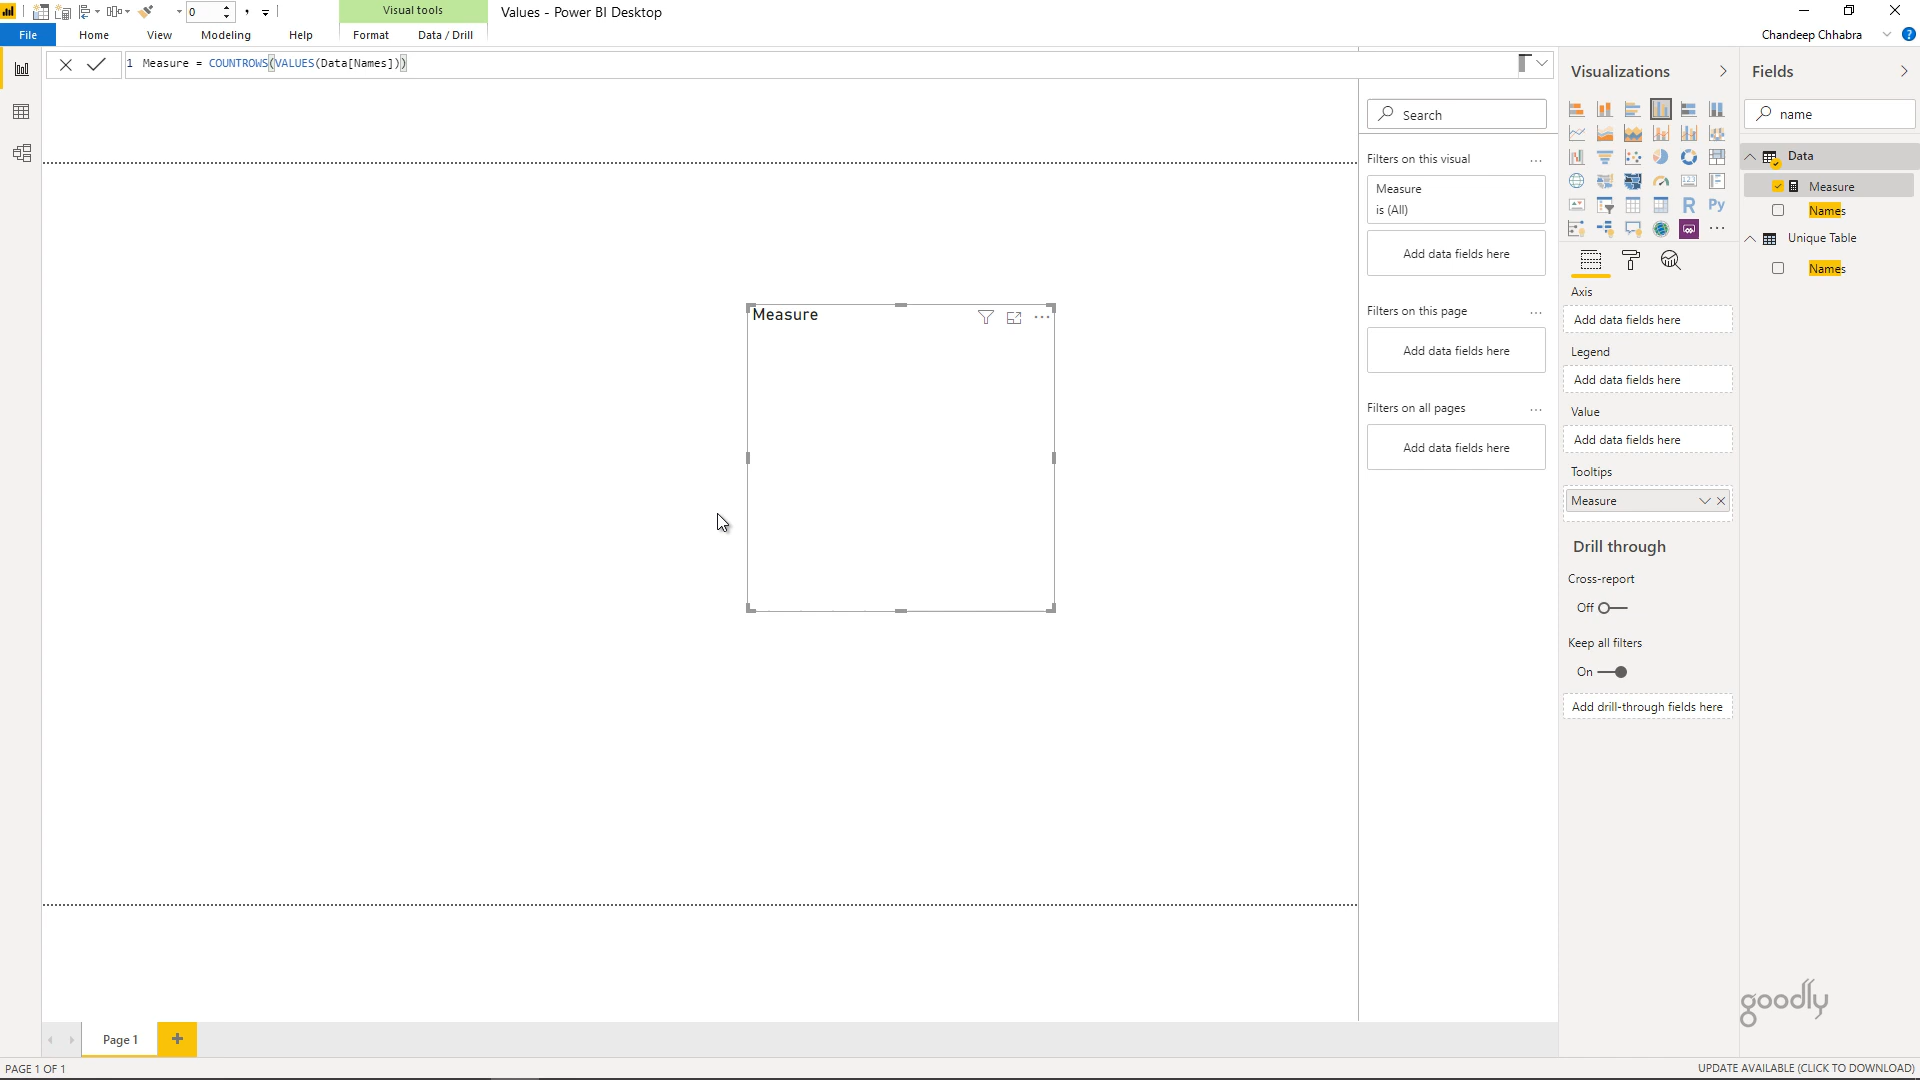 0
Visual tools
Values - Power BI Desktop
File
Home
View
Modeling
Help
Format
Data / Drill
Chandeep Chhabra
?
1 Measure = COUNTROWS(VALUES(Data[Names]))
Search
Filters on this visual
Measure
is (All)
Add data fields here
Filters on this page
Add data fields here
Filters on all pages
Add data fields here
Measure
Visualizations
R
Py
Axis
Add data fields here
Legend
Add data fields here
Value
Add data fields here
Tooltips
Measure
Drill through
Cross-report
Off
Keep all filters
On
Add drill-through fields here
Fields
name
Data
Measure
Names
Unique Table
Names
goodly
Page 1
PAGE 1 OF 1
UPDATE AVAILABLE (CLICK TO DOWNLOAD)